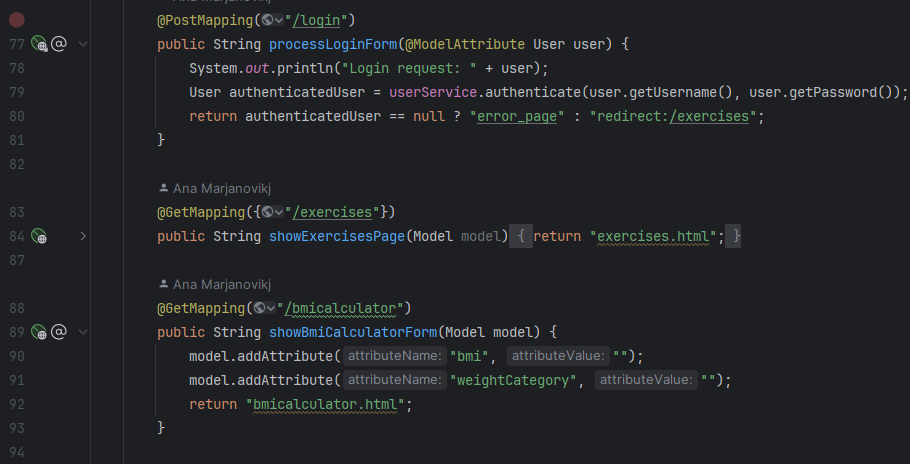 @PostMapping("/login")
77 public String processLoginForm(@ModelAttribute User user) {
78 System.out.println("Login request: " + user);
79 User authenticatedUser = userService.authenticate(user.getUsername(), user.getPassword());
80 return authenticatedUser == null ? "error_page" : "redirect:/exercises";
81 }
82
Ana Marjanovikj
83 @GetMapping({"/exercises"})
84 public String showExercisesPage(Model model) { return "exercises.html"; }
87
Ana Marjanovikj
88 @GetMapping("/bmicalculator")
89 public String showBmiCalculatorForm(Model model) {
90 model.addAttribute( attributeName: "bmi", attributeValue: "");
91 model.addAttribute( attributeName: "weightCategory", attributeValue: "");
92 return "bmicalculator.html";
93 }
94